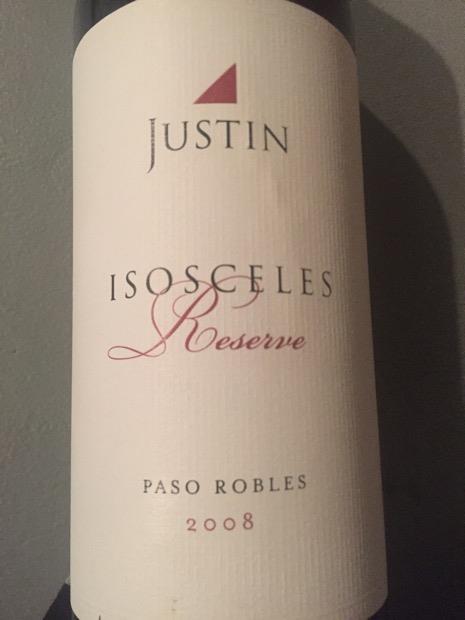 JUSTIN
ISOSCELES
Reserve
PASO ROBLES
2008